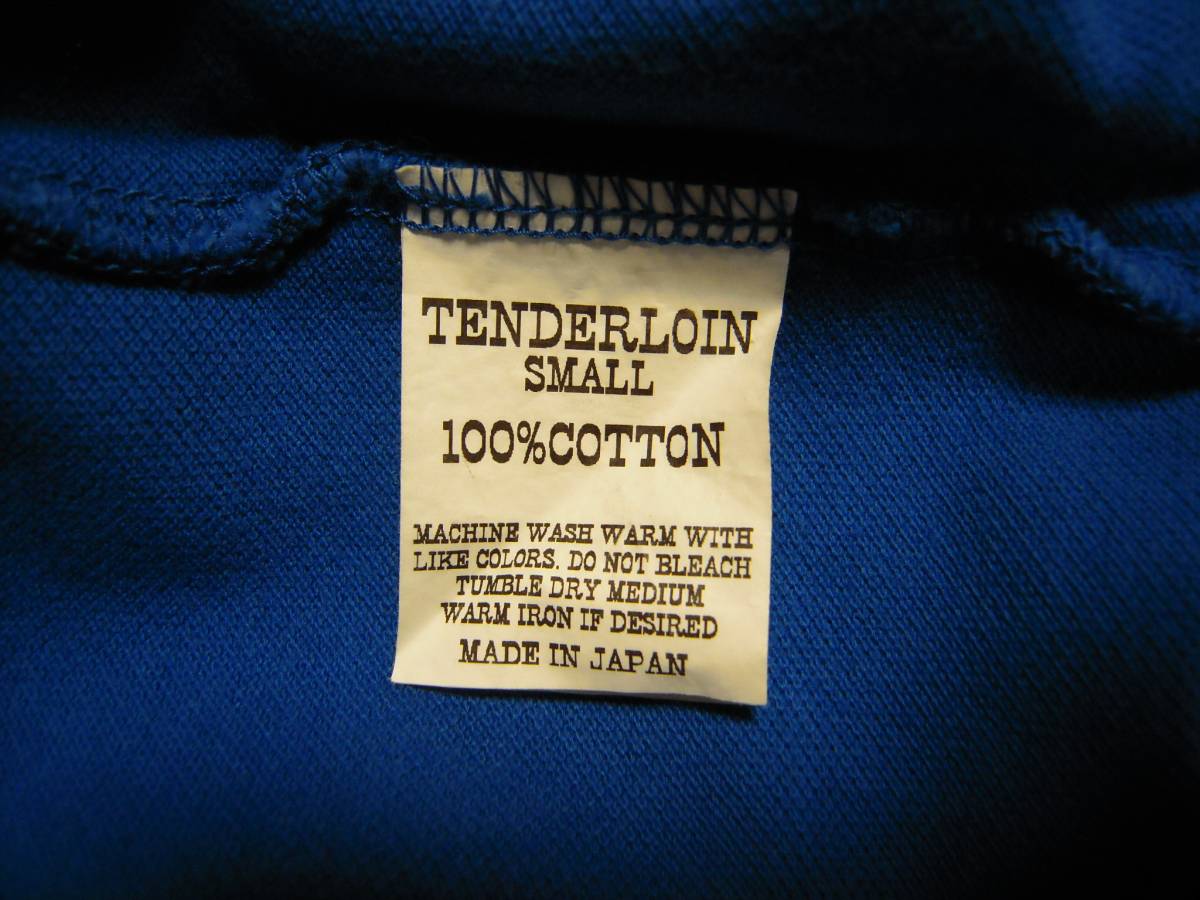 TENDERLOIN
SMALL
100%COTTON
MACHINE WASH WARM WITH
LIKE COLORS. DO NOT BLEACH
TUMBLE DRY MEDIUM
WARM IRON IF DESIRED
MADE IN JAPAN